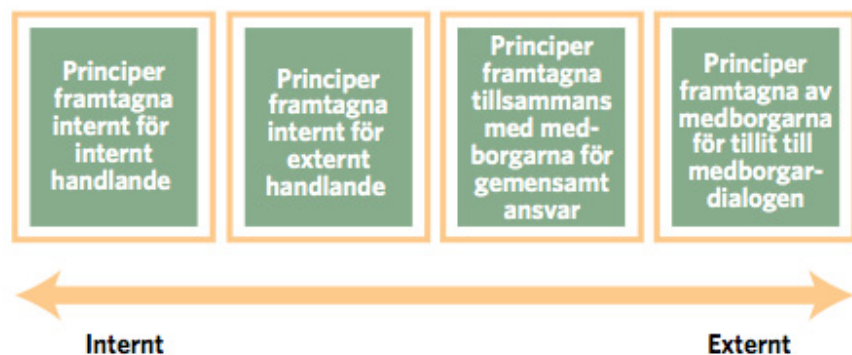 Principer
framtagna
internt för
internt
handlande
Principer
framtagna
internt för
externt
handlande
Principer
framtagna
tillsammans
med med-
borgarna för
gemensamt
ansvar
Principer
framtagna av
medborgarna
för tillit till
medborgar-
dialogen
Internt
Externt